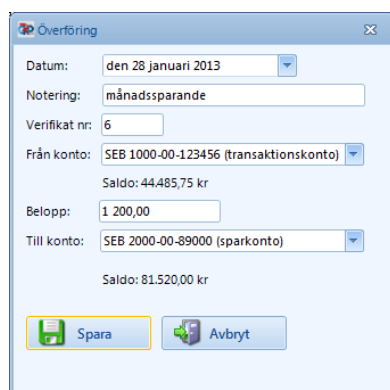 Överföring
Datum: den 28 januari 2013
Notering: månadssparande
Verifikat nr: 6
Från konto: SEB 1000-00-123456 (transaktionskonto)
Saldo: 44.485,75 kr
Belopp: 1 200,00
Till konto: SEB 2000-00-89000 (sparkonto)
Saldo: 81.520,00 kr
Spara Avbryt